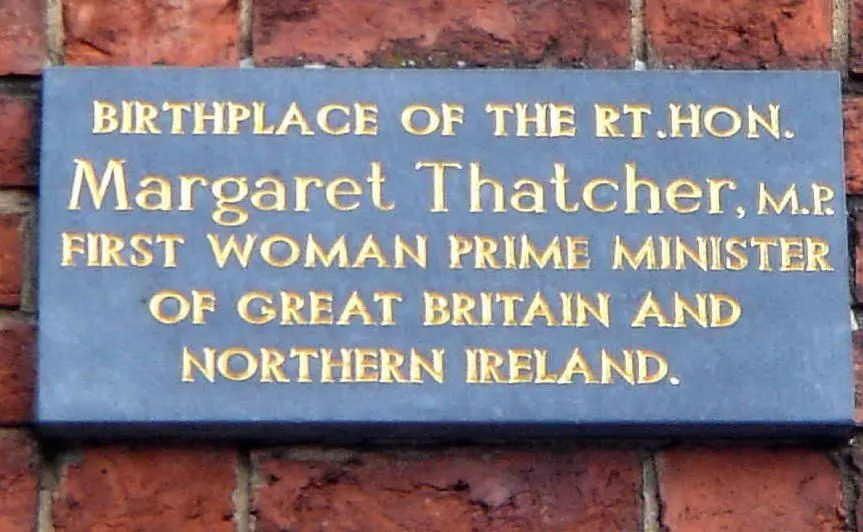 BIRTHPLACE OF THE RT.HON.
Margaret Thatcher, M.P.
FIRST WOMAN PRIME MINISTER
OF GREAT BRITAIN AND
NORTHERN IRELAND.